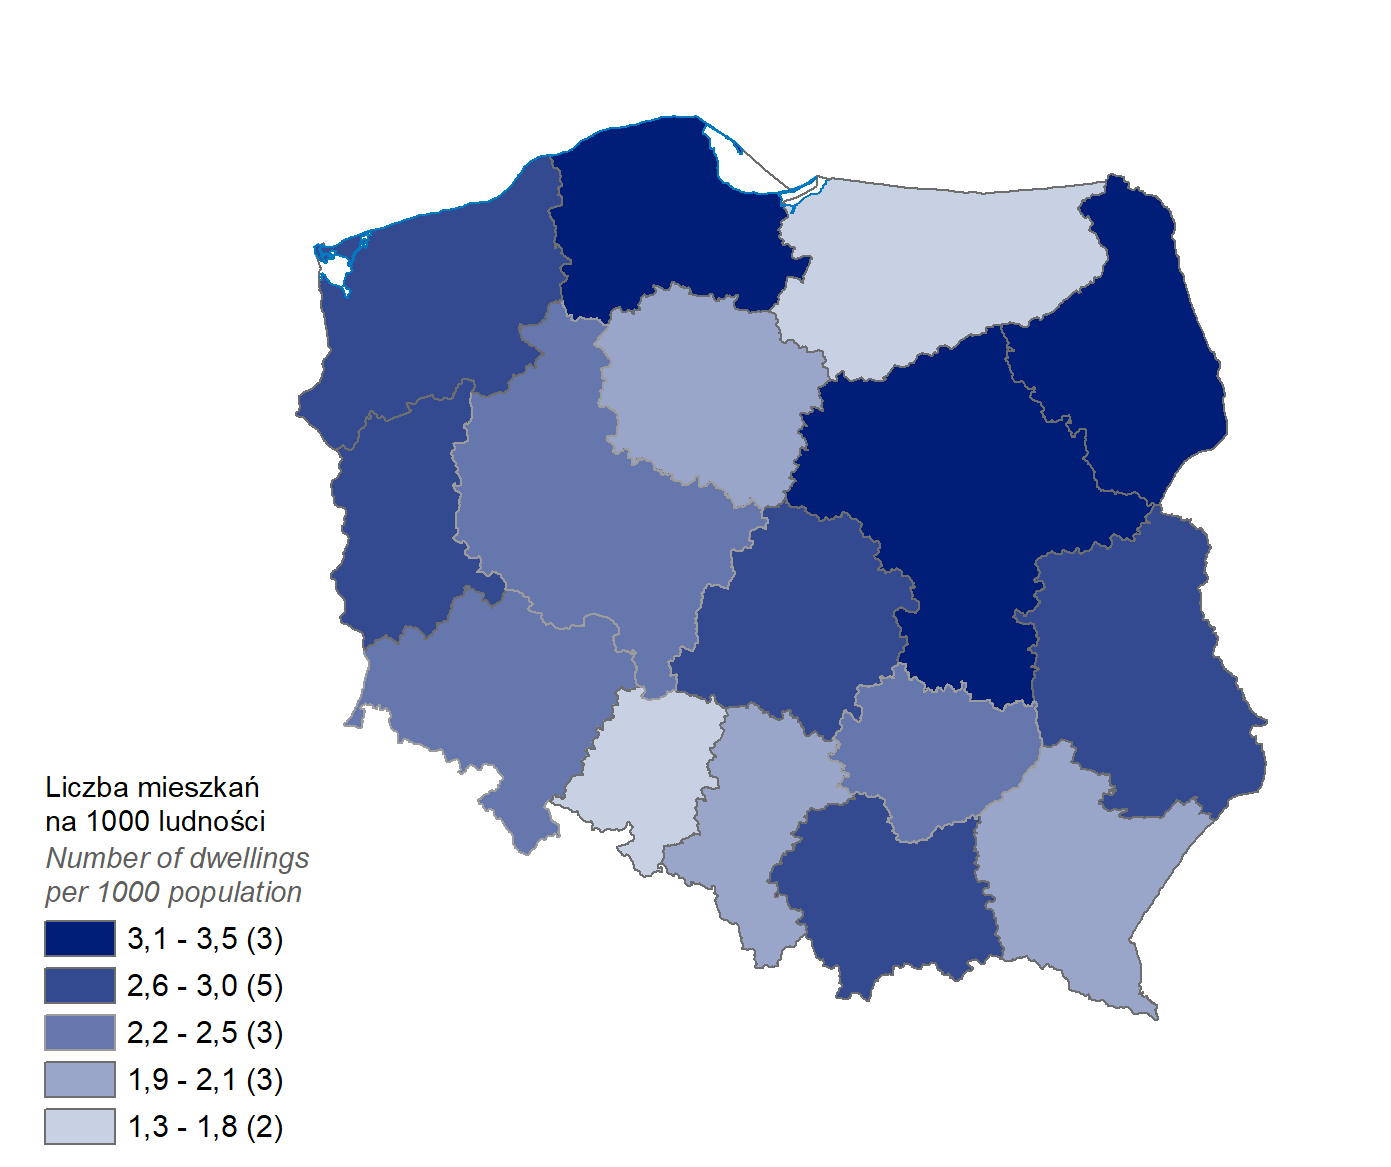 Liczba mieszkań
na 1000 ludności
Number of dwellings
per 1000 population
3,1 - 3,5 (3)
2,6 - 3,0 (5)
2,2 - 2,5 (3)
1,9 - 2,1 (3)
1,3 - 1,8 (2)